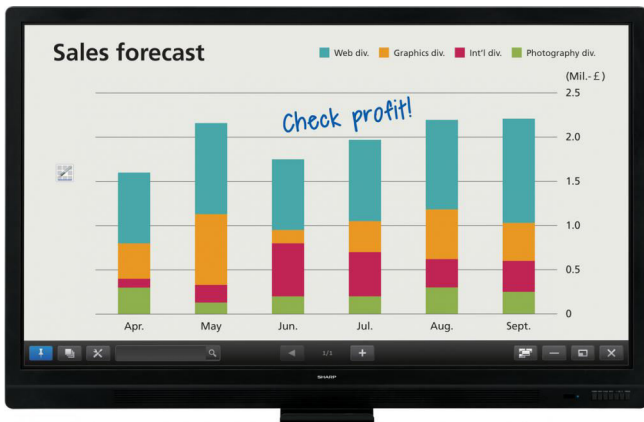 Sales forecast
Web div. Graphics div. Int'l div. Photography div.
(Mil.-£)
2.5
Check profit!
2.0
1.5
1.0
0.5
0
Apr. May Jun. Jul. Aug. Sept.
1/1
SHARP